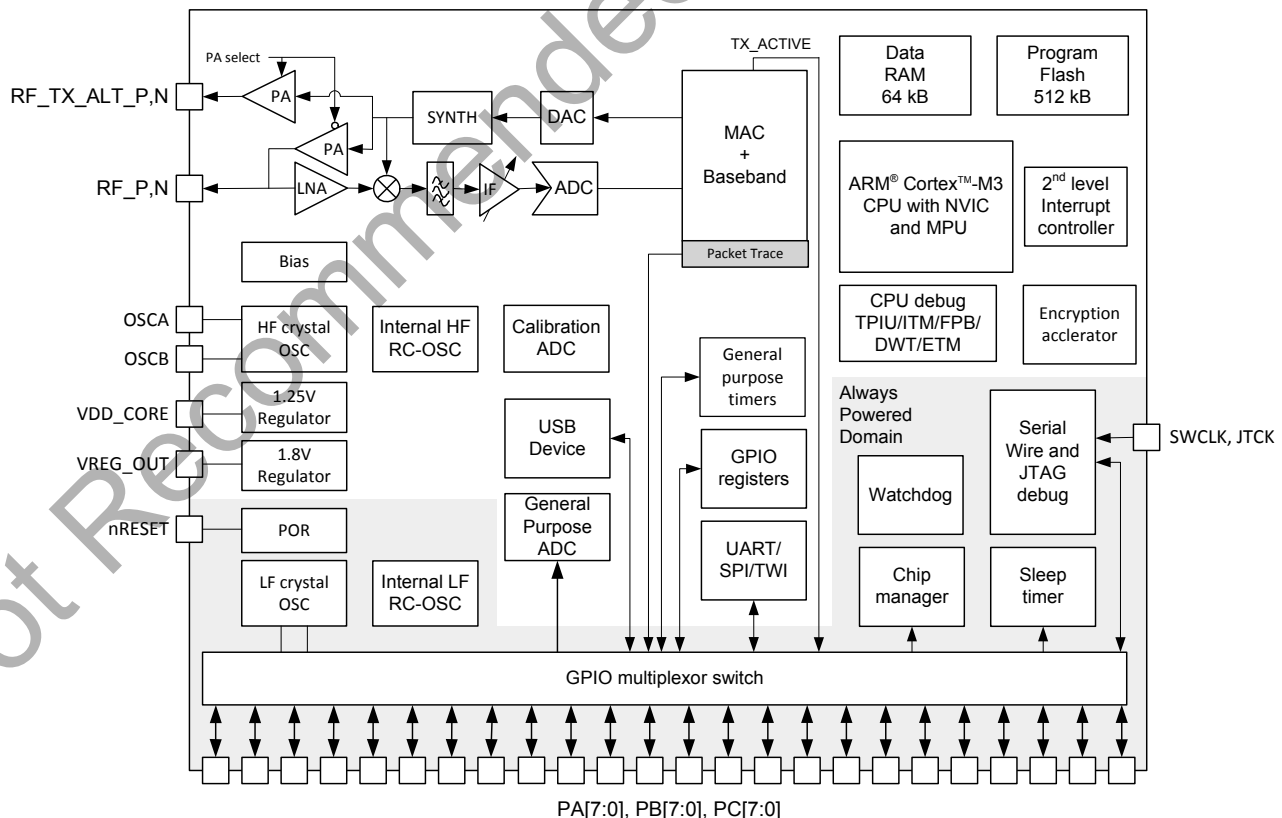 TX_ACTIVE
PA select
RF_TX_ALT_P,N
PA
SYNTH
DAC
MAC
+
Baseband
Data
RAM
64 kB
Program
Flash
512 kB
PA
RF_P,N
LNA
IF
ADC
ARM® Cortex™-M3
CPU with NVIC
and MPU
2nd level
Interrupt
controller
Packet Trace
Bias
OSCA
OSCB
HF crystal
OSC
Internal HF
RC-OSC
Calibration
ADC
CPU debug
TPIU/ITM/FPB/
DWT/ETM
Encryption
acclerator
General
purpose
timers
VDD_CORE
1.25V
Regulator
USB
Device
Always
Powered
Domain
Serial
Wire and
JTAG
debug
SWCLK, JTCK
VREG_OUT
1.8V
Regulator
GPIO
registers
Watchdog
nRESET
POR
General
Purpose
ADC
UART/
SPI/TWI
LF crystal
OSC
Internal LF
RC-OSC
Chip
manager
Sleep
timer
GPIO multiplexor switch
PA[7:0], PB[7:0], PC[7:0]
ot Recommended